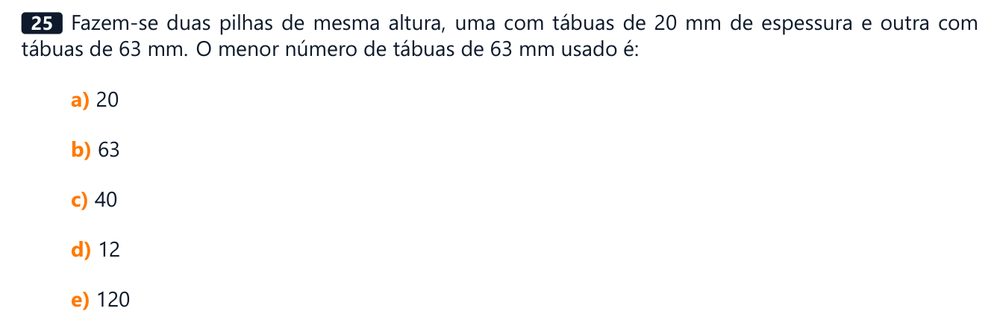 25 Fazem-se duas pilhas de mesma altura, uma com tábuas de 20 mm de espessura e outra com
tábuas de 63 mm. O menor número de tábuas de 63 mm usado é:
a) 20
b) 63
c) 40
d) 12
e) 120